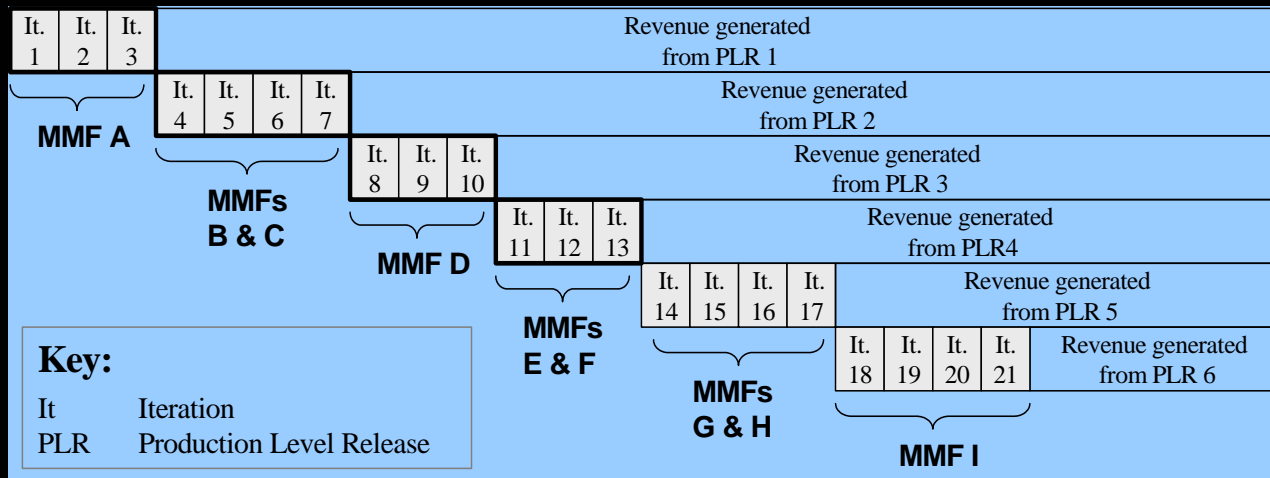 It. It. It.
1 2 3
Revenue generated
from PLR 1
MMF A
It. It. It. It.
4 5 6 7
Revenue generated
from PLR 2
MMFs
B & C
It. It. It.
8 9 10
Revenue generated
from PLR 3
MMF D
It. It. It.
11 12 13
Revenue generated
from PLR4
MMFs
E & F
It. It. It. It.
14 15 16 17
Revenue generated
from PLR 5
MMFs
G & H
It. It. It. It.
18 19 20 21
Revenue generated
from PLR 6
MMF I
Key:
It Iteration
PLR Production Level Release